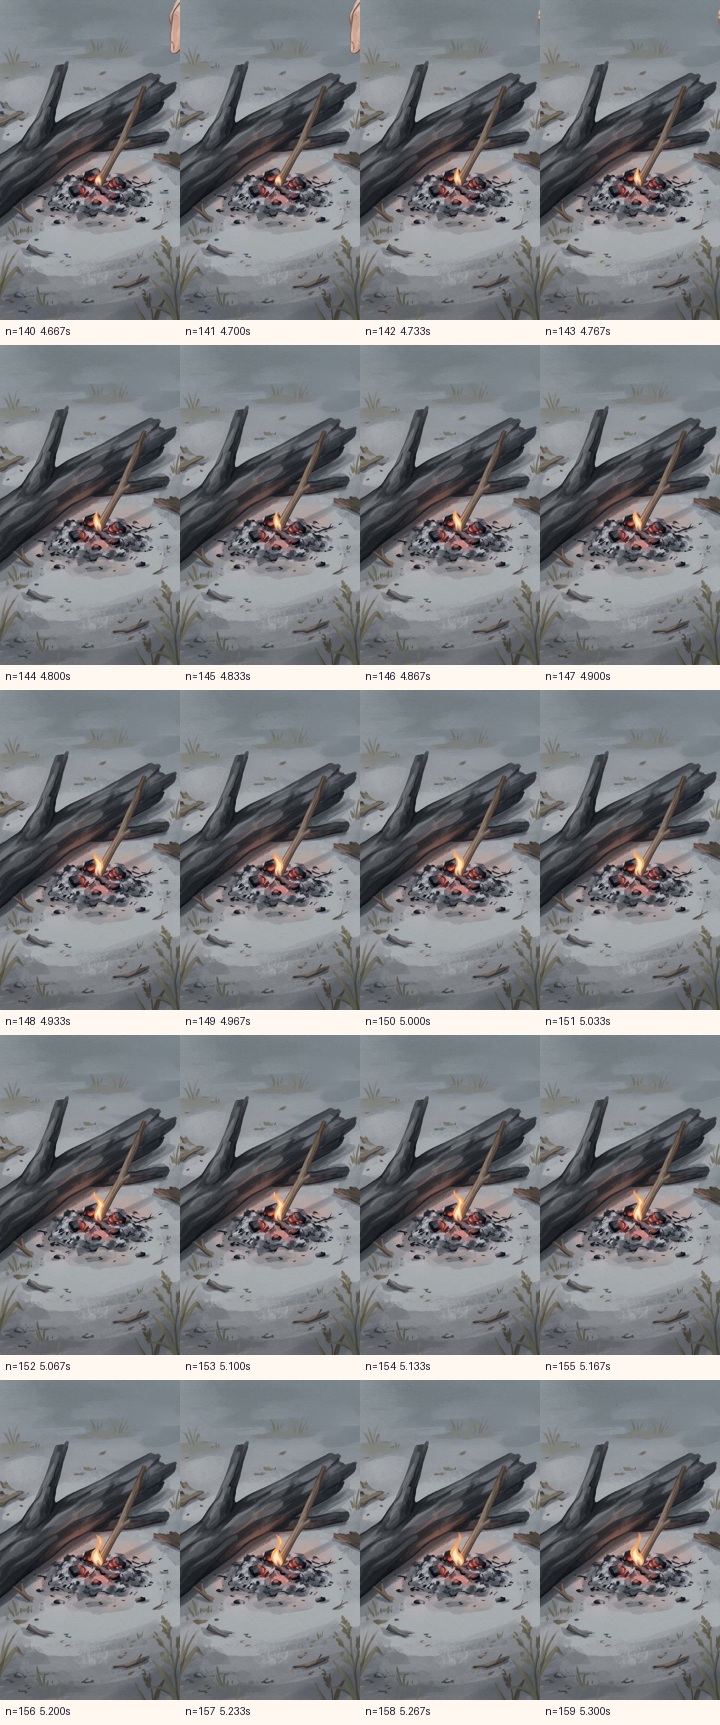 n=140 4.667s n=141 4.700s n=142 4.733s n=143 4.767s
n=144 4.800s n=145 4.833s n=146 4.867s n=147 4.900s
n=148 4.933s n=149 4.967s n=150 5.000s n=151 5.033s
n=152 5.067s n=153 5.100s n=154 5.133s n=155 5.167s
n=156 5.200s n=157 5.233s n=158 5.267s n=159 5.300s